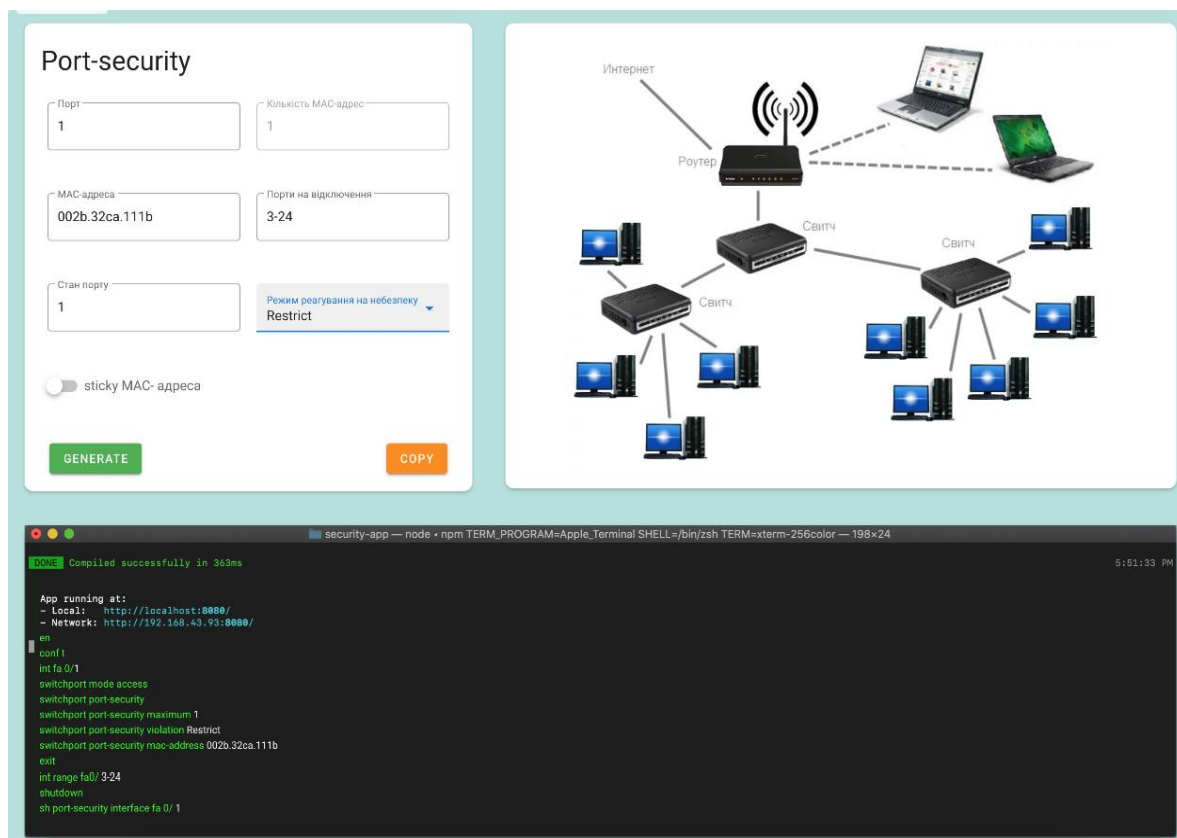 Port-security
Порт
1
Кількість MAC-адрес
1
MAC-адреса
002b.32ca.111b
Порти на відключення
3-24
Стан порту
1
Режим реагування на небезпеку
Restrict
sticky MAC- адреса
GENERATE
COPY
Интернет
Роутер
Свитч
Свитч
Свитч
security-app — node ◂ npm TERM_PROGRAM=Apple_Terminal SHELL=/bin/zsh TERM=xterm-256color — 198×24
DONE Compiled successfully in 363ms
5:51:33 PM
App running at:
- Local: http://localhost:8080/
- Network: http://192.168.43.93:8080/
en
conf t
int fa 0/1
switchport mode access
switchport port-security
switchport port-security maximum 1
switchport port-security violation Restrict
switchport port-security mac-address 002b.32ca.111b
exit
int range fa0/ 3-24
shutdown
sh port-security interface fa 0/ 1